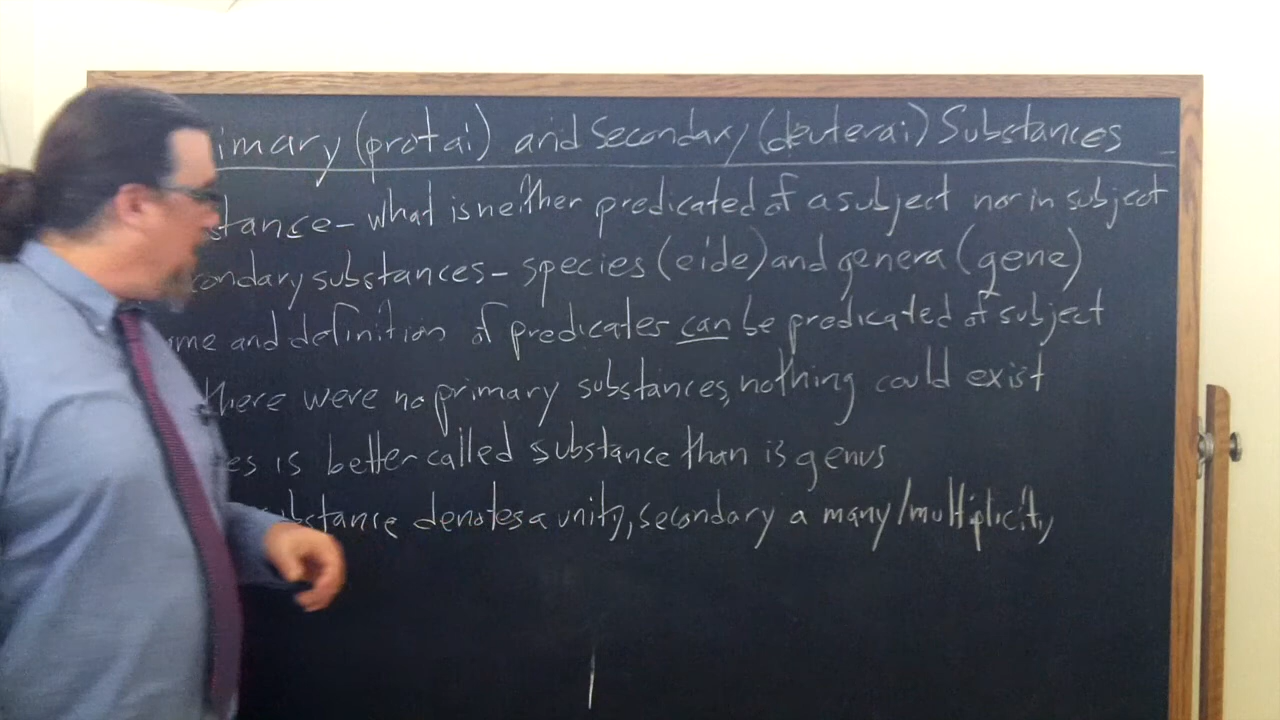 imary (protai) and Secondary (deuterai) Substances
stance - what is neither predicated of a subject nor in subject
condary substances - species (eide) and genera (gene)
me and definition of predicates can be predicated of subject
there were no primary substances, nothing could exist
es is better called substance than is genus
ubstance denotes a unity, secondary a many/multiplicity